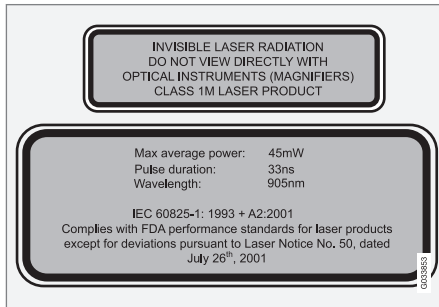 INVISIBLE LASER RADIATION
DO NOT VIEW DIRECTLY WITH
OPTICAL INSTRUMENTS (MAGNIFIERS)
CLASS 1M LASER PRODUCT
Max average power: 45mW
Pulse duration: 33ns
Wavelength: 905nm
IEC 60825-1: 1993 + A2:2001
Complies with FDA performance standards for laser products
except for deviations pursuant to Laser Notice No. 50, dated
July 26th, 2001
G033853